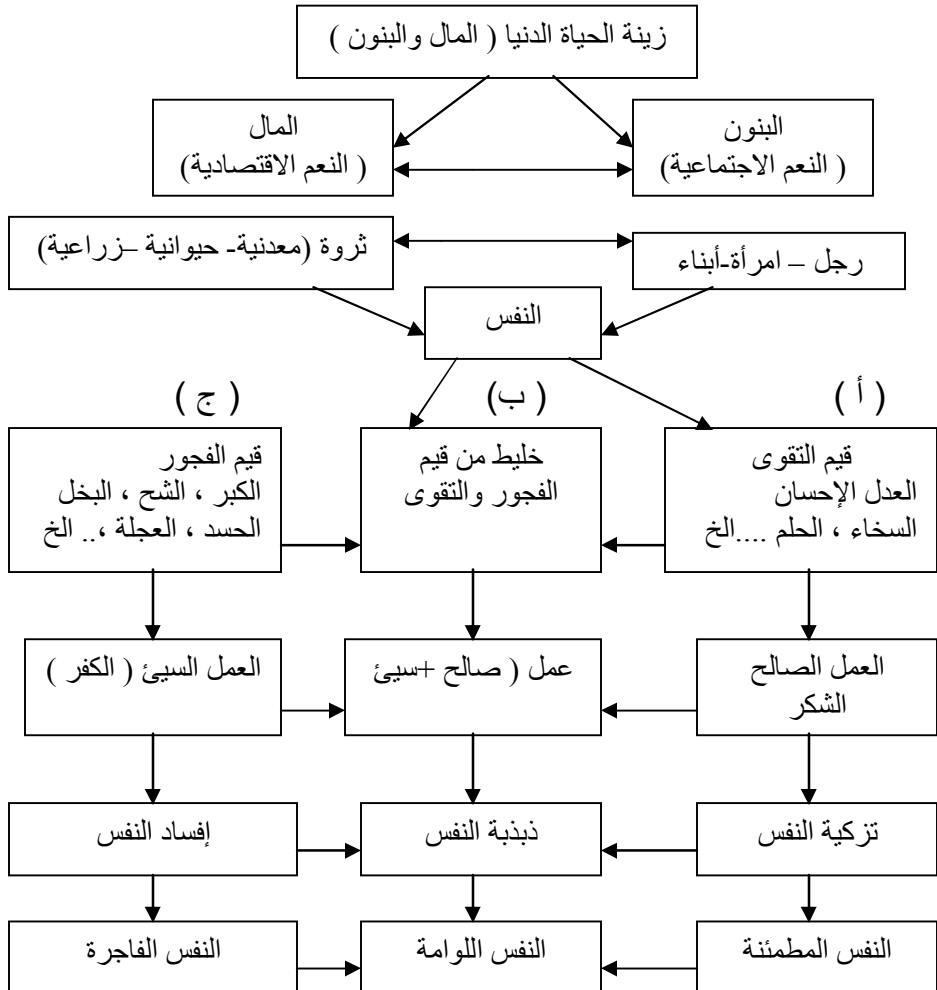 زينة الحياة الدنيا ( المال والبنون )
البنون
( النعم الاجتماعية)
المال
( النعم الاقتصادية)
رجل – امرأة-أبناء
ثروة (معدنية- حيوانية –زراعية)
النفس
( أ )
(ب )
( ج )
قيم التقوى
العدل الإحسان
السخاء ، الحلم ....الخ
خليط من قيم
الفجور والتقوى
قيم الفجور
الكبر ، الشح ، البخل
الحسد ، العجلة ،.. الخ
العمل الصالح
الشكر
عمل ( صالح +سيئ
العمل السيئ ( الكفر )
تزكية النفس
ذبذبة النفس
إفساد النفس
النفس المطمئنة
النفس اللوامة
النفس الفاجرة